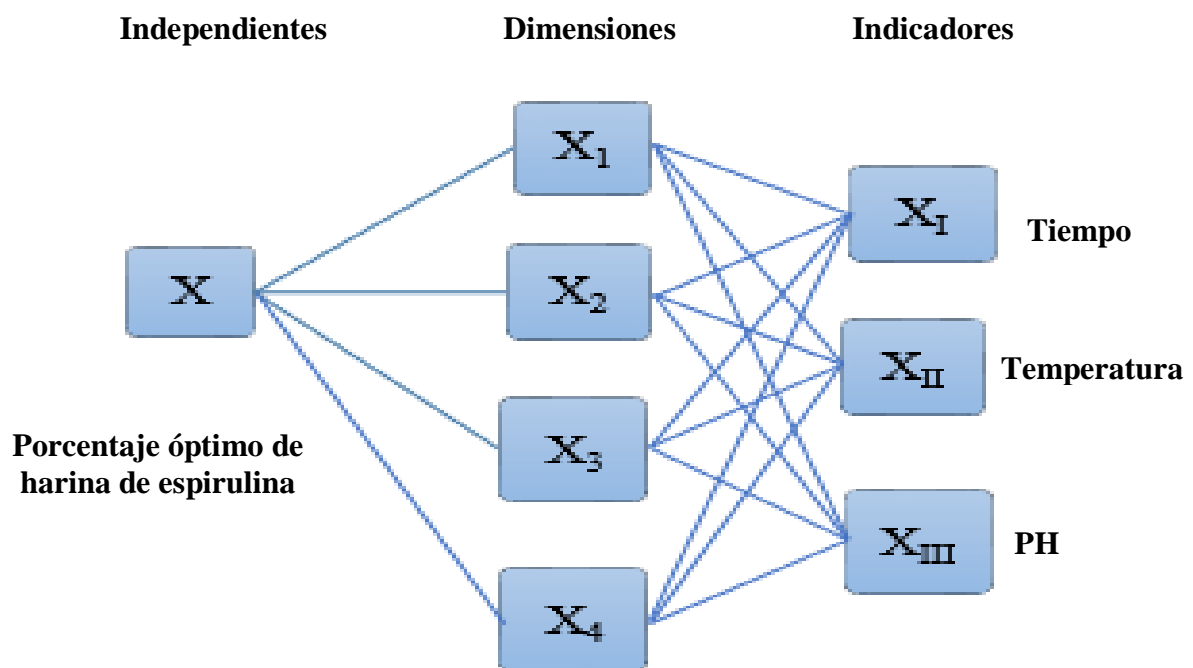 Independientes Dimensiones Indicadores
X₁
X_I Tiempo
X X₂
X_II Temperatura
Porcentaje óptimo de
harina de espirulina
X₃
X_III PH
X₄